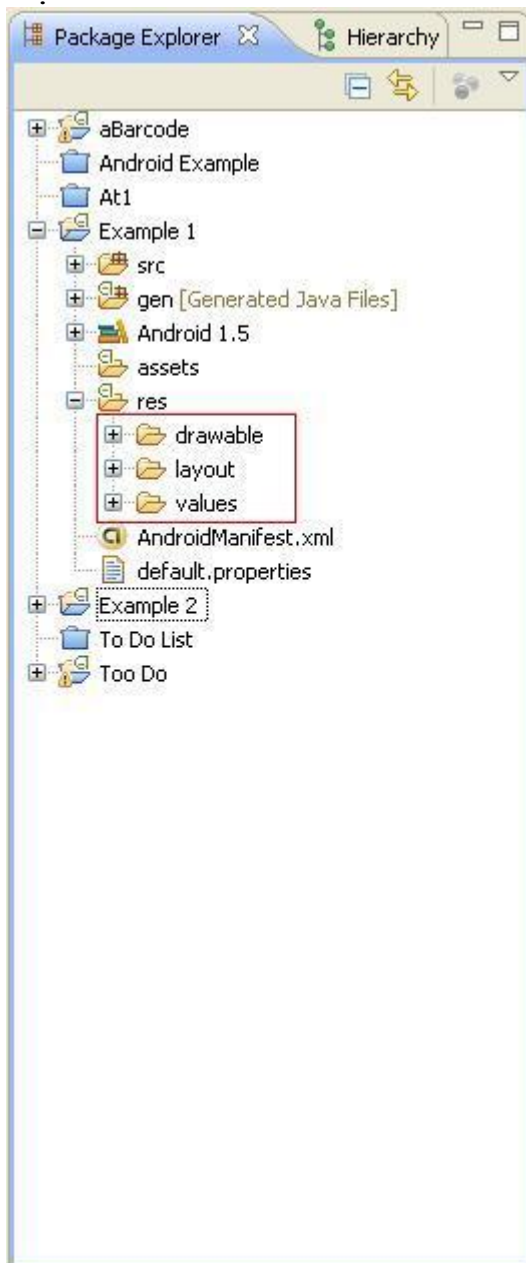 Package Explorer Hierarchy
aBarcode
Android Example
At1
Example 1
src
gen [Generated Java Files]
Android 1.5
assets
res
drawable
layout
values
AndroidManifest.xml
default.properties
Example 2
To Do List
Too Do